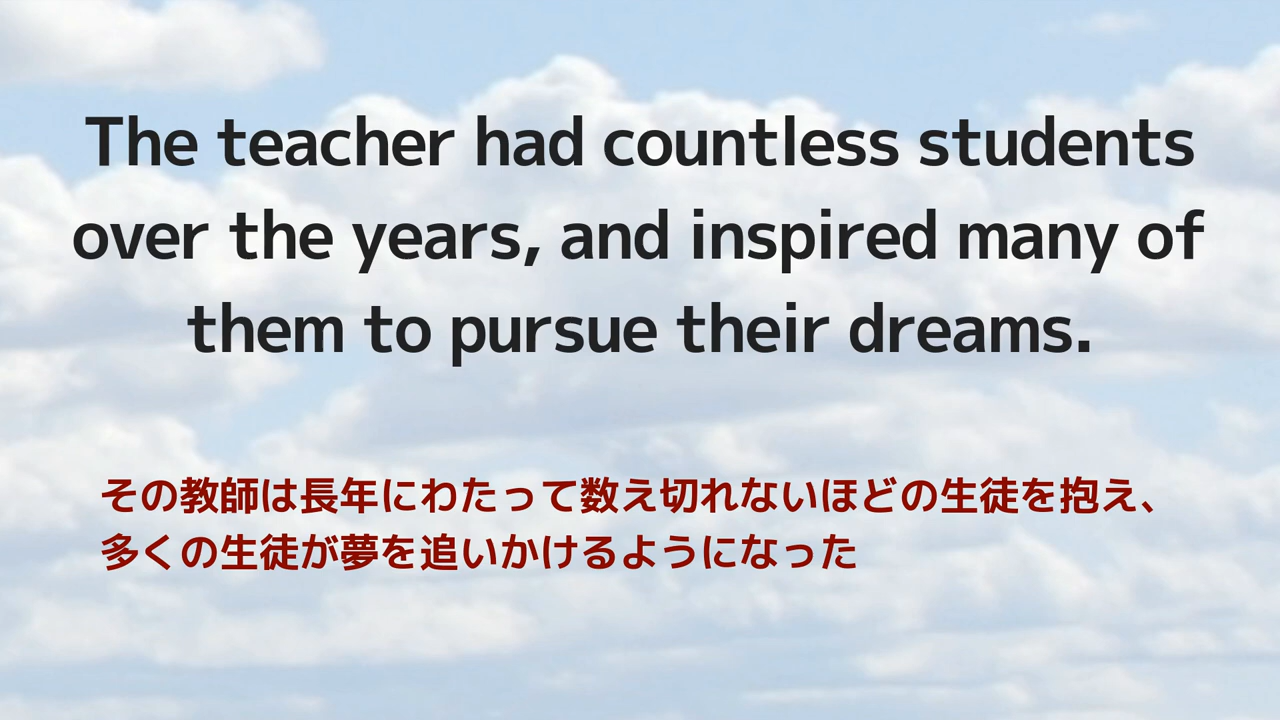 The teacher had countless students
over the years, and inspired many of
them to pursue their dreams.
その教師は長年にわたって数え切れないほどの生徒を抱え、
多くの生徒が夢を追いかけるようになった